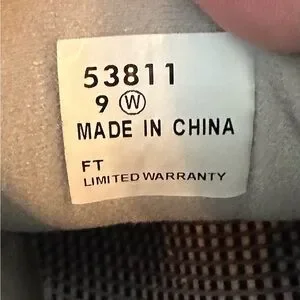 53811
9 Ⓦ
MADE IN CHINA
FT
LIMITED WARRANTY